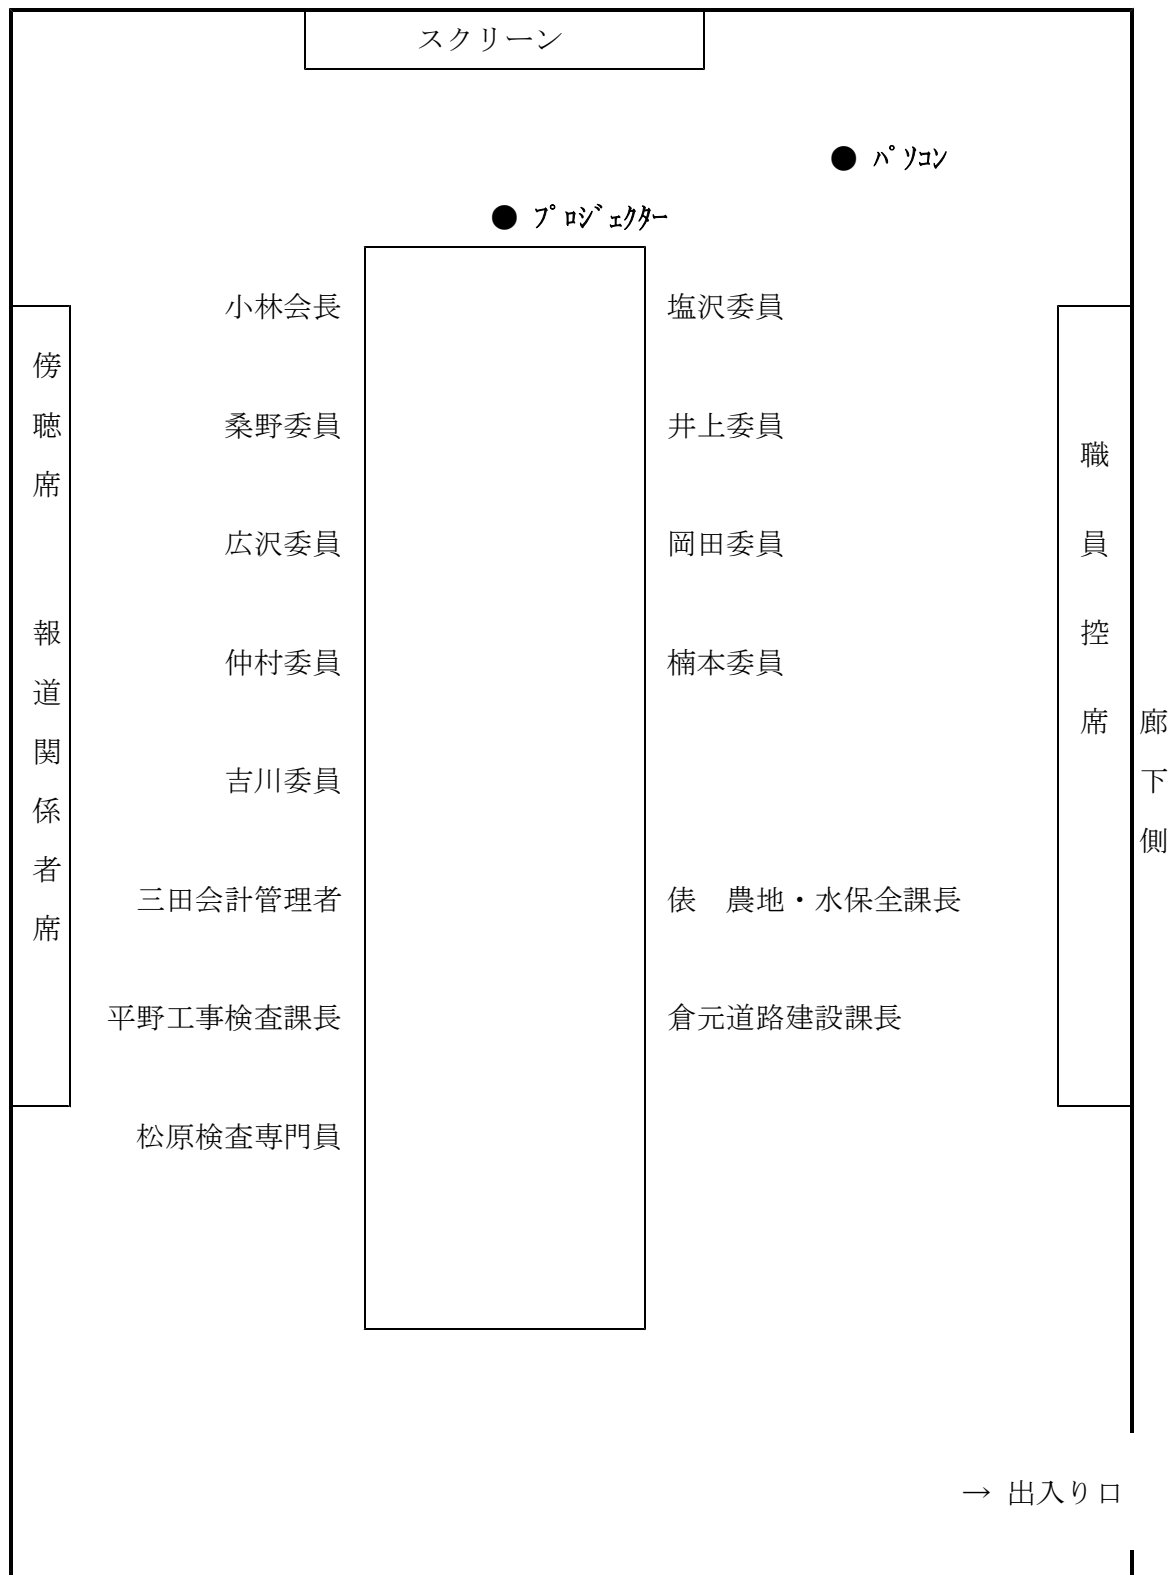 スクリーン
● ﾊﾟｿｺﾝ
● ﾌﾟﾛｼﾞｪｸﾀｰ
小林会長
塩沢委員
桑野委員
井上委員
広沢委員
岡田委員
仲村委員
楠本委員
吉川委員
三田会計管理者
俵　農地・水保全課長
平野工事検査課長
倉元道路建設課長
松原検査専門員
傍聴席　報道関係者席
職員控席
廊下側
→ 出入り口